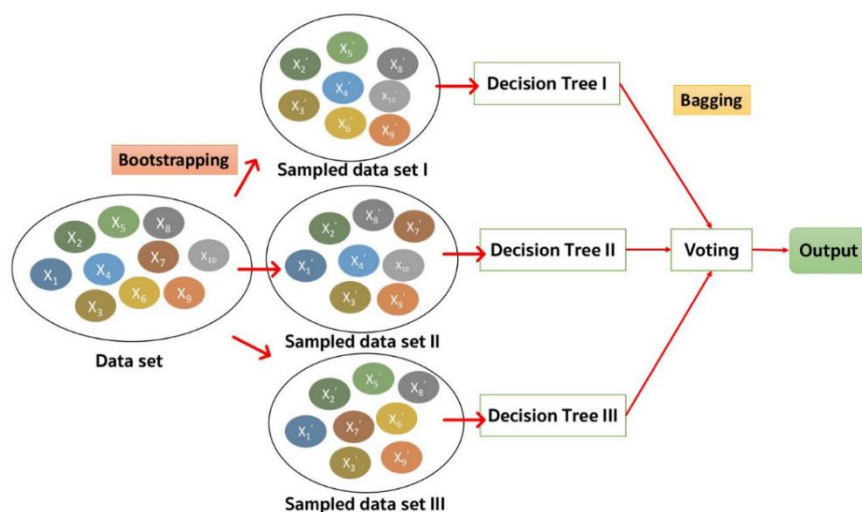 X₅′
X₂′
X₈′
X₄′
X₁₀′
X₃′
X₆′
X₉′
Decision Tree I
Bagging
Bootstrapping
Sampled data set I
X₅
X₈
X₂
X₇
X₁₀
X₄
X₁
X₆
X₉
X₃
Data set
X₈′
X₇′
X₂′
X₁′
X₄′
X₁₀′
X₃′
X₉′
Decision Tree II
Voting
Output
Sampled data set II
X₅′
X₈′
X₂′
X₆′
X₁′
X₇′
X₃′
X₉′
Decision Tree III
Sampled data set III